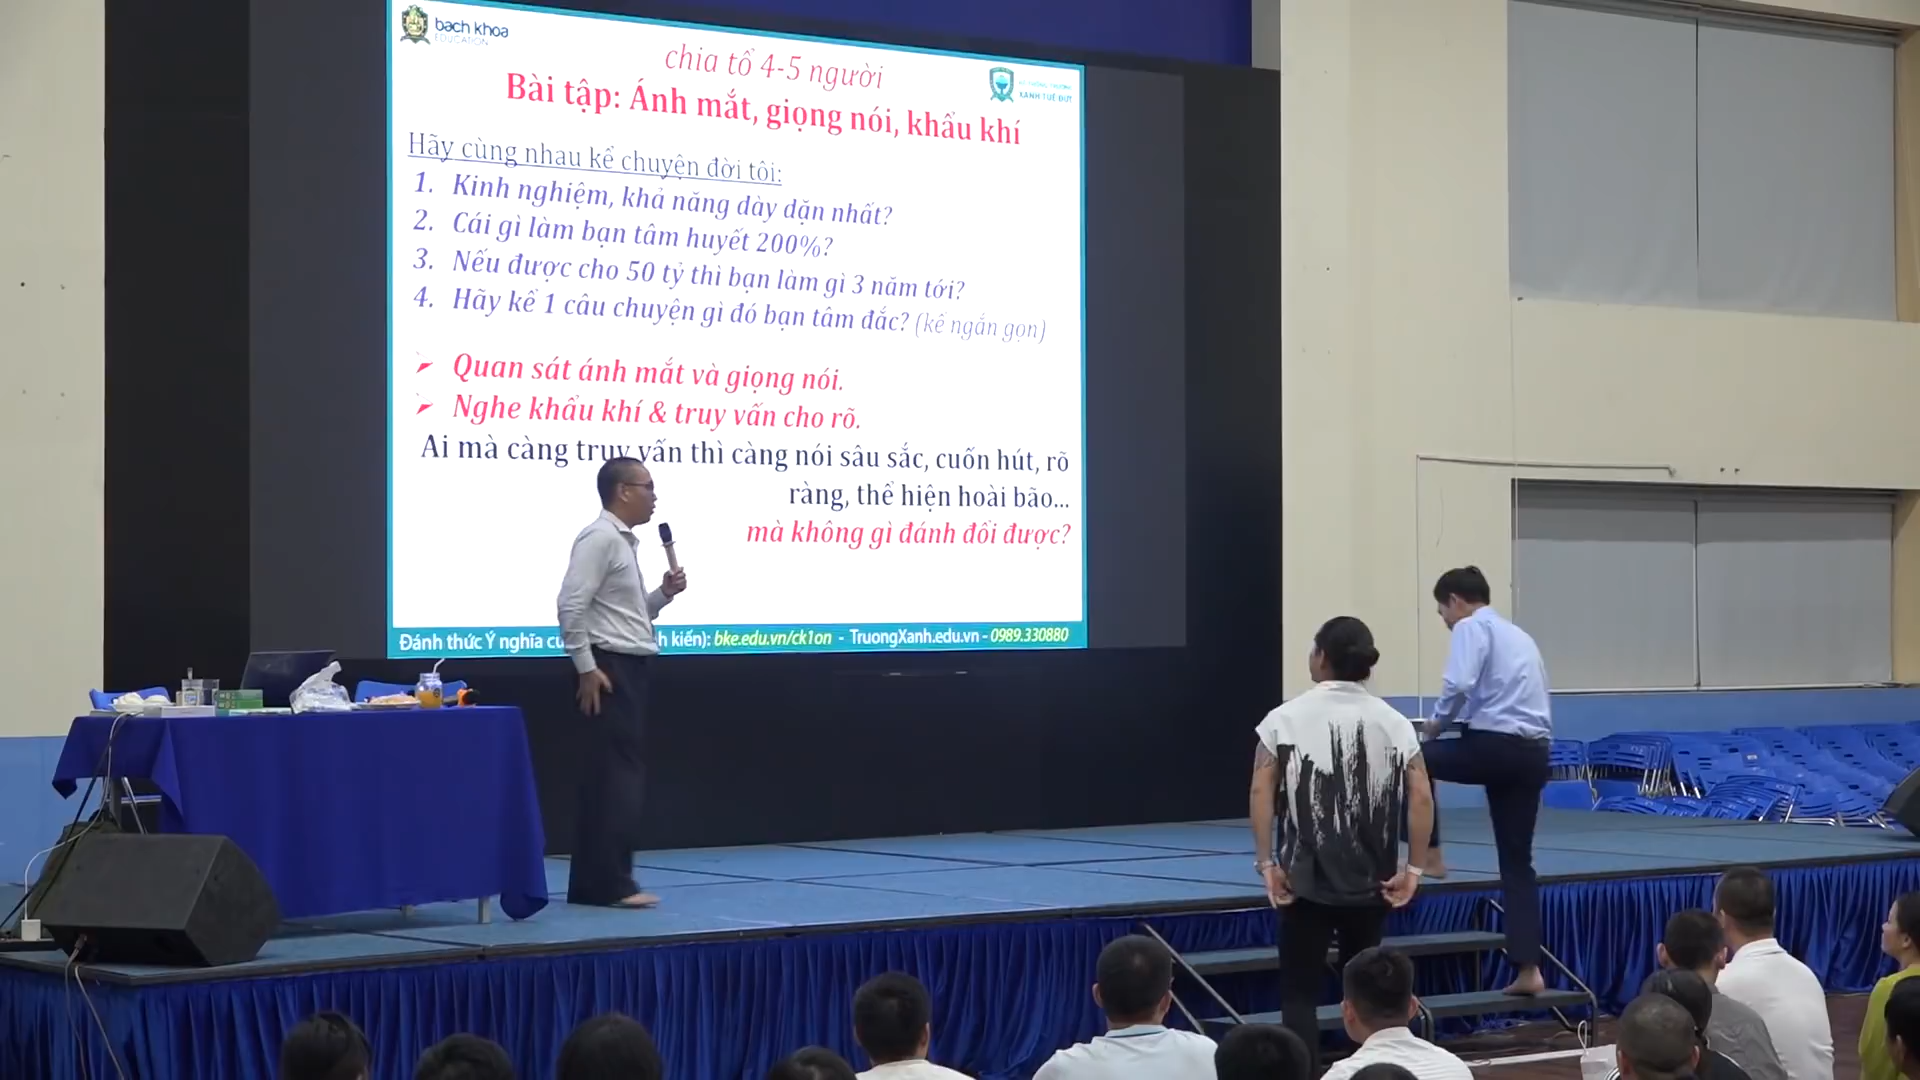 bach khoa
EDUCATION
chia tổ 4-5 người
XANH TUỆ ĐỨC
Bài tập: Ánh mắt, giọng nói, khẩu khí
Hãy cùng nhau kể chuyện đời tôi:
1. Kinh nghiệm, khả năng dày dặn nhất?
2. Cái gì làm bạn tâm huyết 200%?
3. Nếu được cho 50 tỷ thì bạn làm gì 3 năm tới?
4. Hãy kể 1 câu chuyện gì đó bạn tâm đắc? (kể ngắn gọn)
➢ Quan sát ánh mắt và giọng nói.
➢ Nghe khẩu khí & truy vấn cho rõ.
Ai mà càng truy vấn thì càng nói sâu sắc, cuốn hút, rõ
ràng, thể hiện hoài bão...
mà không gì đánh đổi được?
Đánh thức Ý nghĩa kiến): bke.edu.vn/ck1on - TruongXanh.edu.vn - 0989.330880